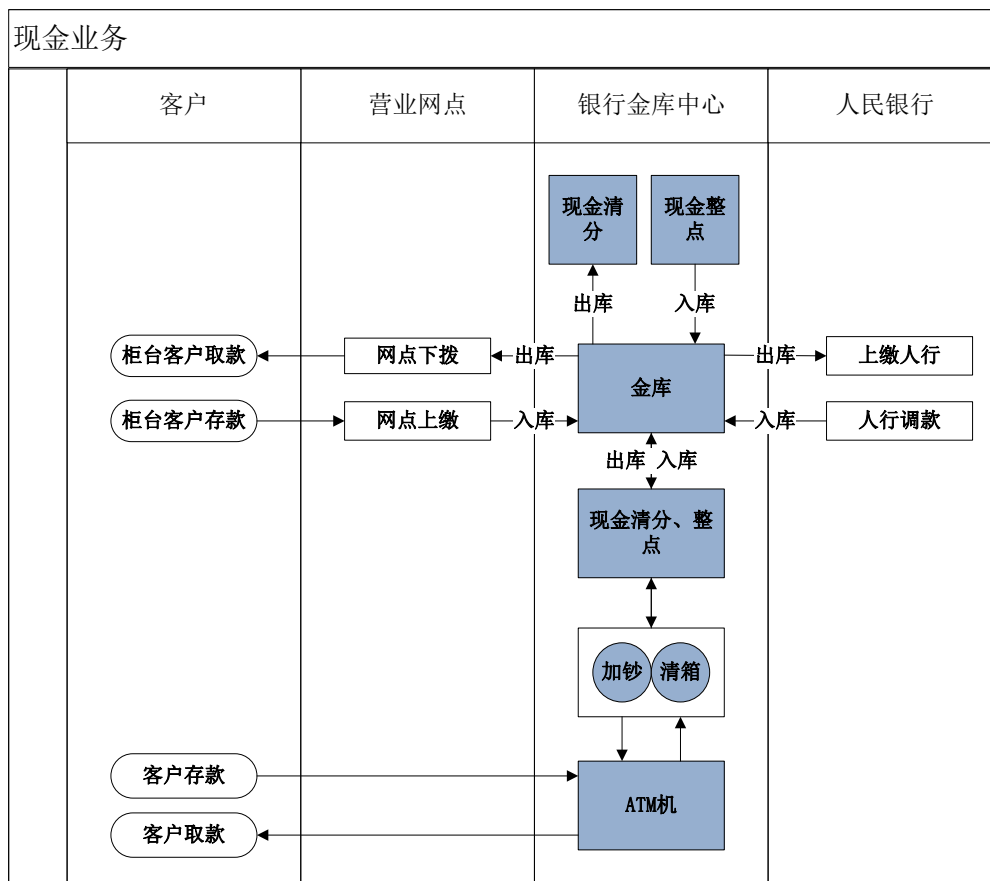 现金业务
客户
营业网点
银行金库中心
人民银行
现金清
分
现金整
点
出库
入库
柜台客户取款
网点下拨
出库
金库
出库
上缴人行
柜台客户存款
网点上缴
入库
入库
人行调款
出库
入库
现金清分、整
点
加钞
清箱
客户存款
ATM机
客户取款